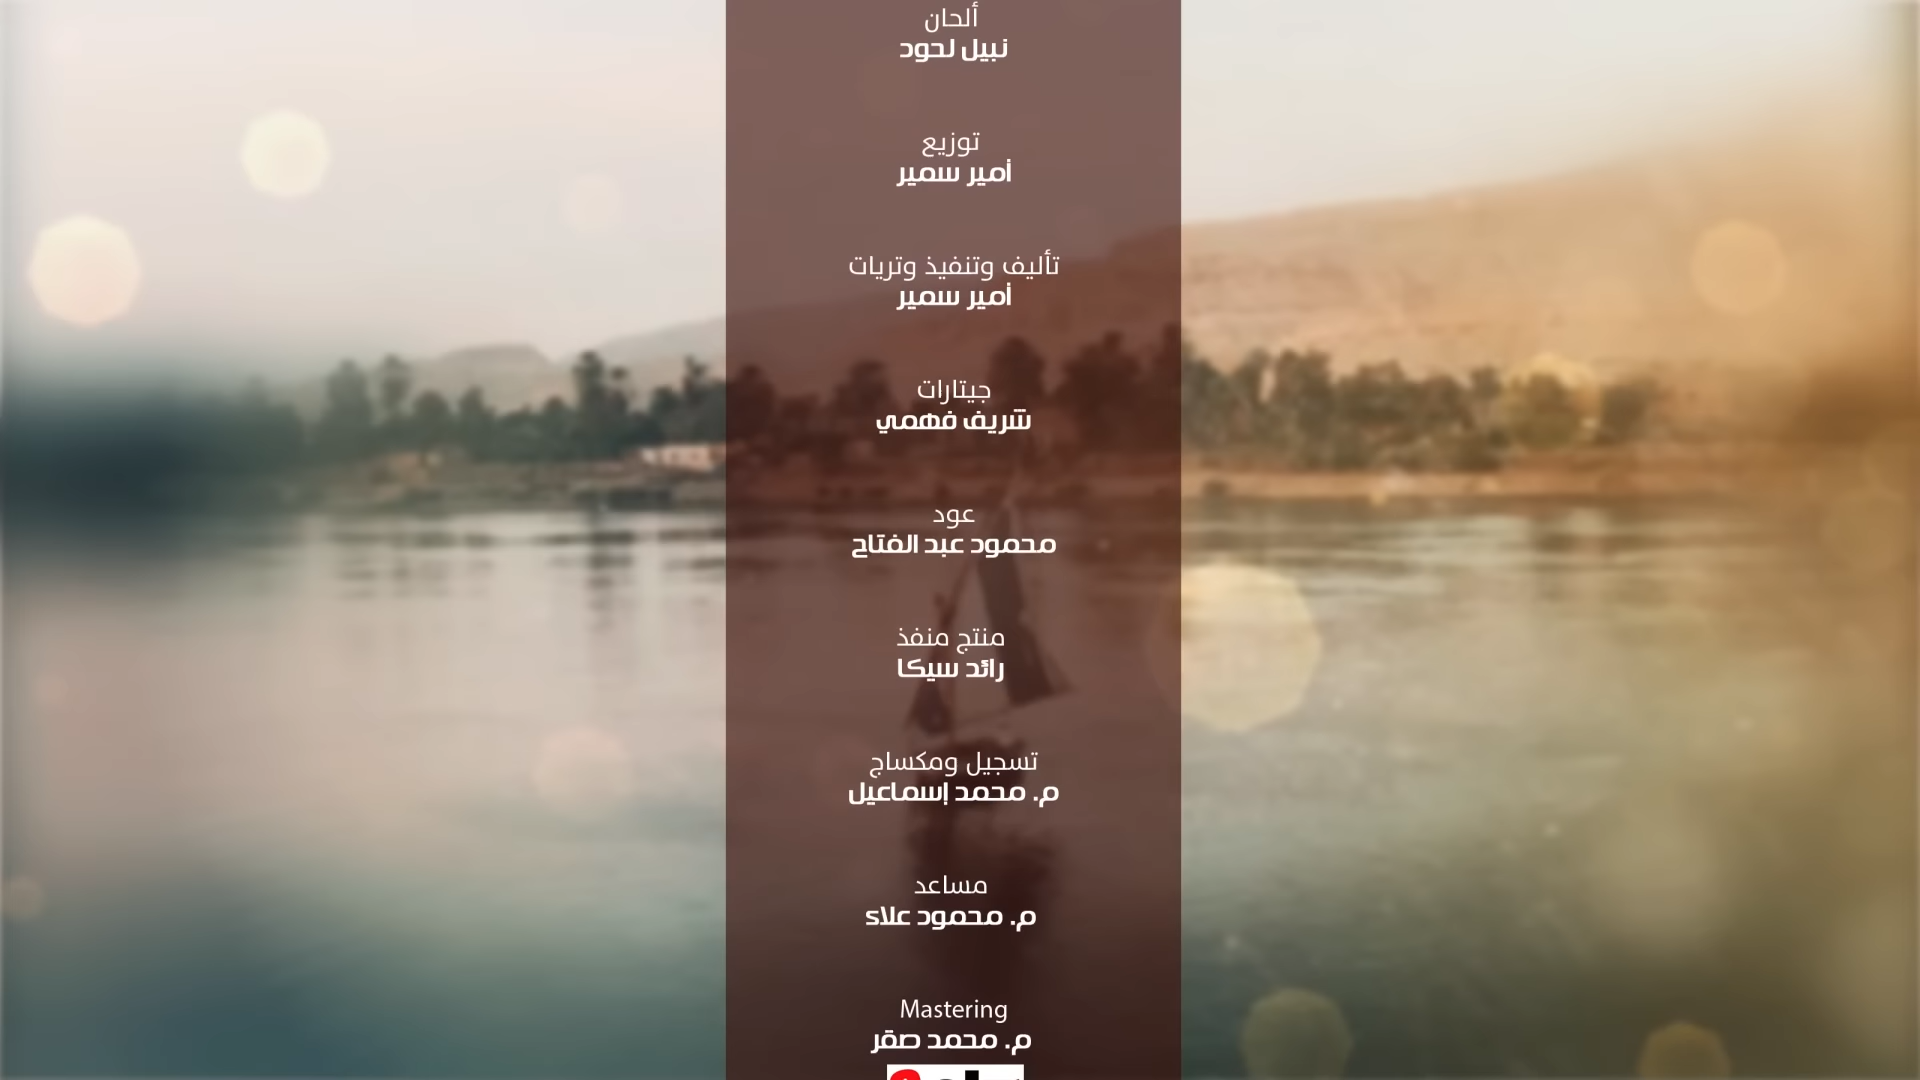 ألحان
نبيل لحود
توزيع
أمير سمير
تأليف وتنفيذ وتريات
أمير سمير
جيتارات
شريف فهمي
عود
محمود عبد الفتاح
منتج منفذ
رائد سيكا
تسجيل ومكساج
م. محمد إسماعيل
مساعد
م. محمود علاء
Mastering
م. محمد صقر